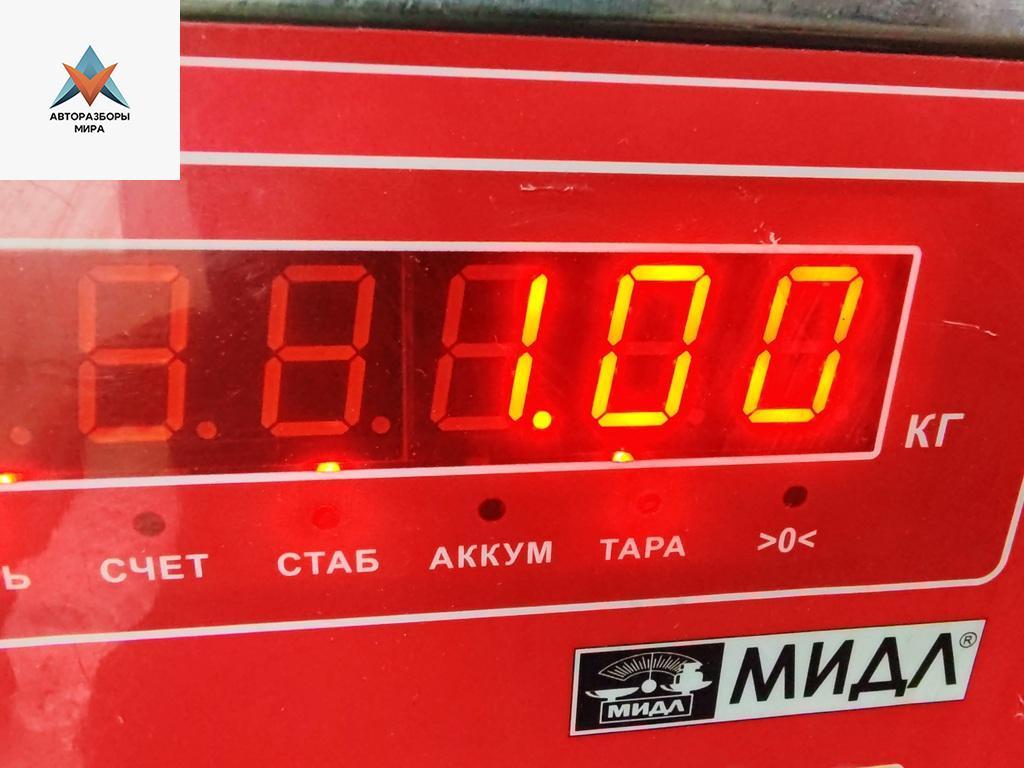 АВТОРАЗБОРЫ
МИРА
1.00
КГ
Ь СЧЕТ СТАБ АККУМ ТАРА >0<
МИДЛ МИДЛ®